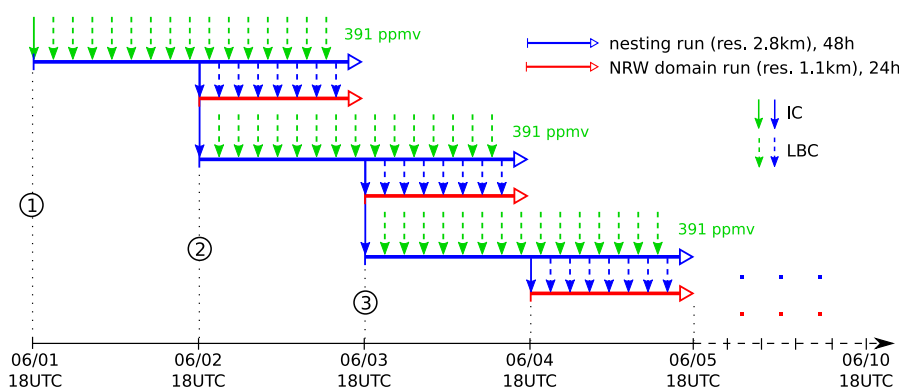 391 ppmv
nesting run (res. 2.8km), 48h
NRW domain run (res. 1.1km), 24h
IC
LBC
391 ppmv
1
2
391 ppmv
3
06/01 06/02 06/03 06/04 06/05 06/10
18UTC 18UTC 18UTC 18UTC 18UTC 18UTC